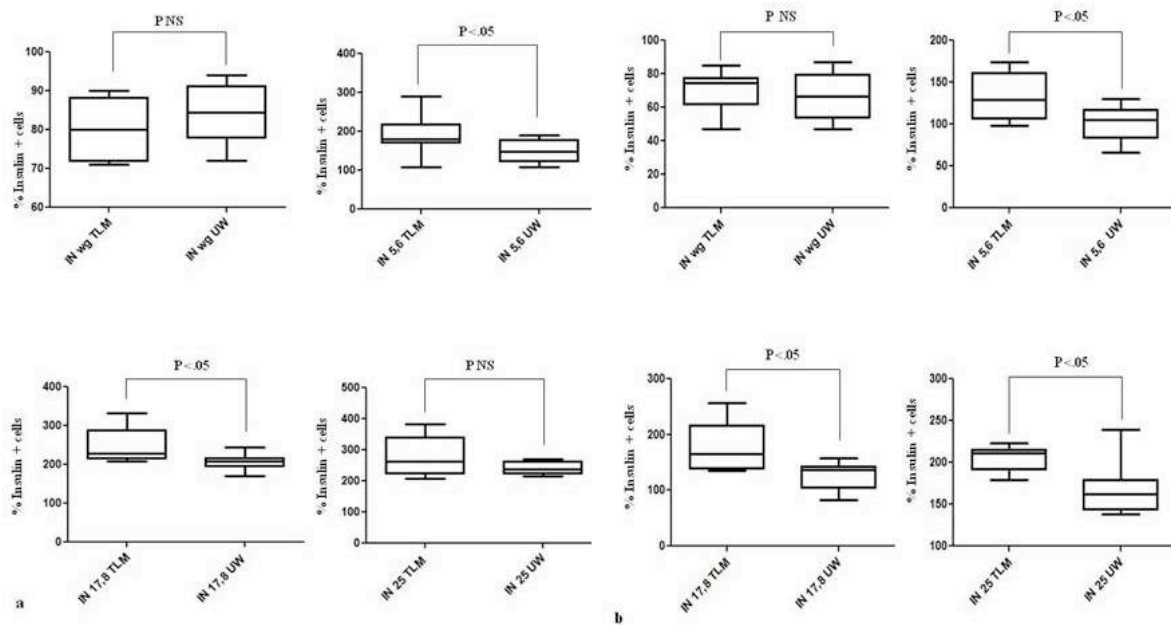 P NS
% Insulin + cells
100
90
80
70
60
IN wg TLM
IN wg UW
P<.05
% Insulin + cells
400
300
200
100
0
IN 5,6 TLM
IN 5,6 UW
P NS
% Insulin + cells
100
80
60
40
20
0
IN wg TLM
IN wg UW
P<.05
% Insulin + cells
200
150
100
50
0
IN 5,6 TLM
IN 5,6 UW
P<.05
% Insulin + cells
400
300
200
100
0
IN 17,8 TLM
IN 17,8 UW
P NS
% Insulin + cells
500
400
300
200
100
0
IN 25 TLM
IN 25 UW
P<.05
% Insulin + cells
300
200
100
0
IN 17,8 TLM
IN 17,8 UW
P<.05
% Insulin + cells
300
250
200
150
100
IN 25 TLM
IN 25 UW
a
b